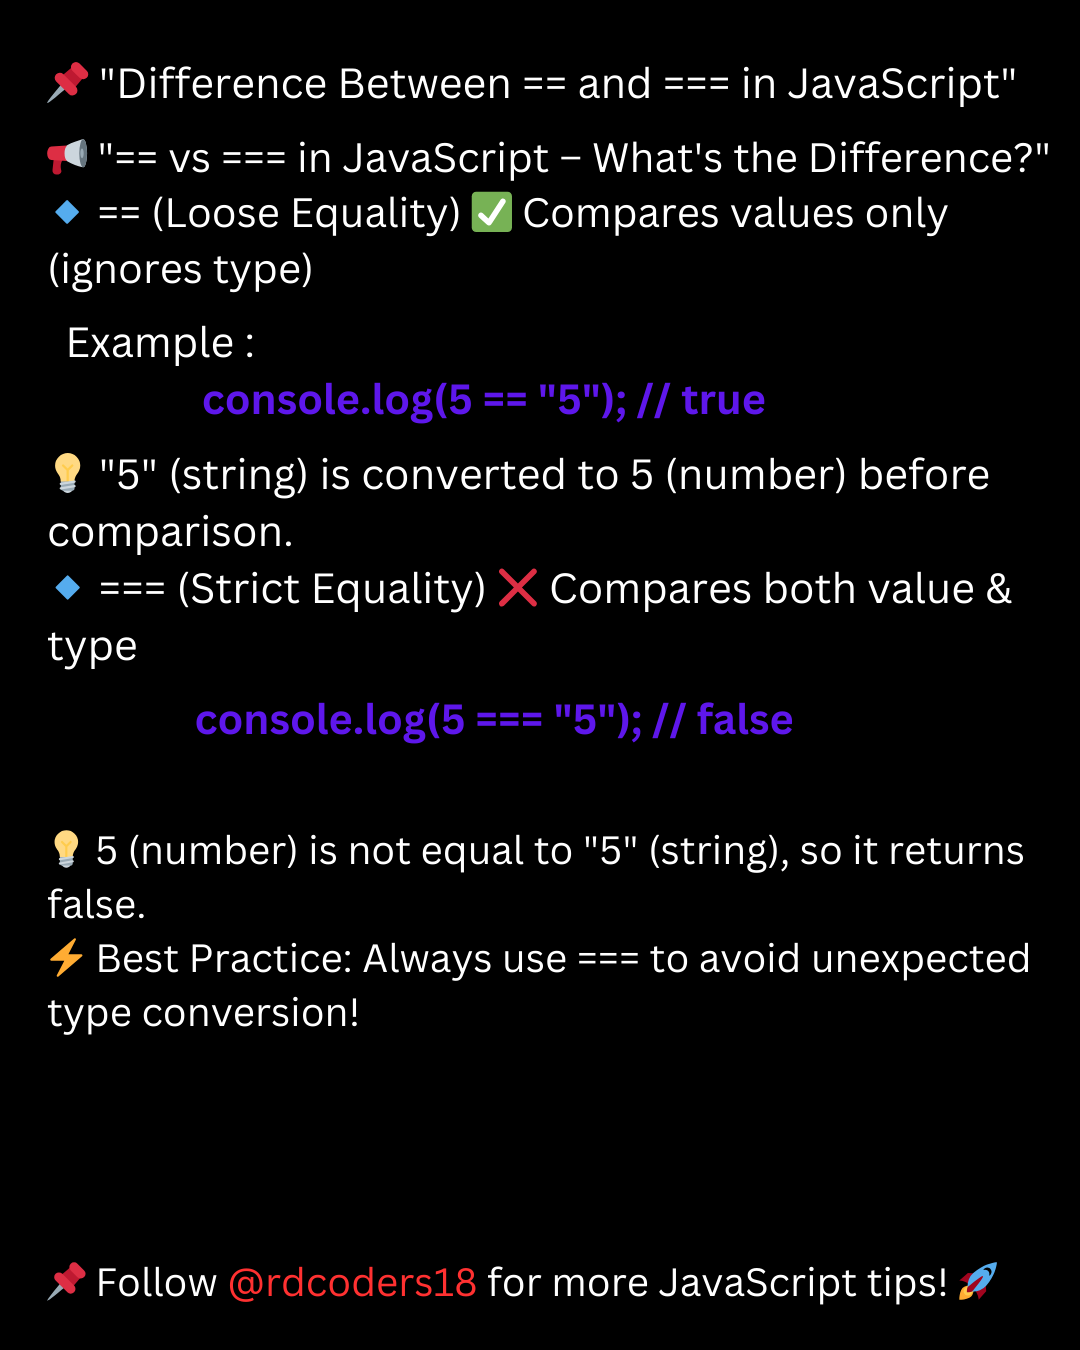 📌 "Difference Between == and === in JavaScript"
📢 "== vs === in JavaScript – What's the Difference?"
🔹 == (Loose Equality) ✅ Compares values only
(ignores type)
Example :
console.log(5 == "5"); // true
💡 "5" (string) is converted to 5 (number) before
comparison.
🔹 === (Strict Equality) ❌ Compares both value &
type
console.log(5 === "5"); // false
💡 5 (number) is not equal to "5" (string), so it returns
false.
⚡ Best Practice: Always use === to avoid unexpected
type conversion!
📌 Follow @rdcoders18 for more JavaScript tips! 🚀